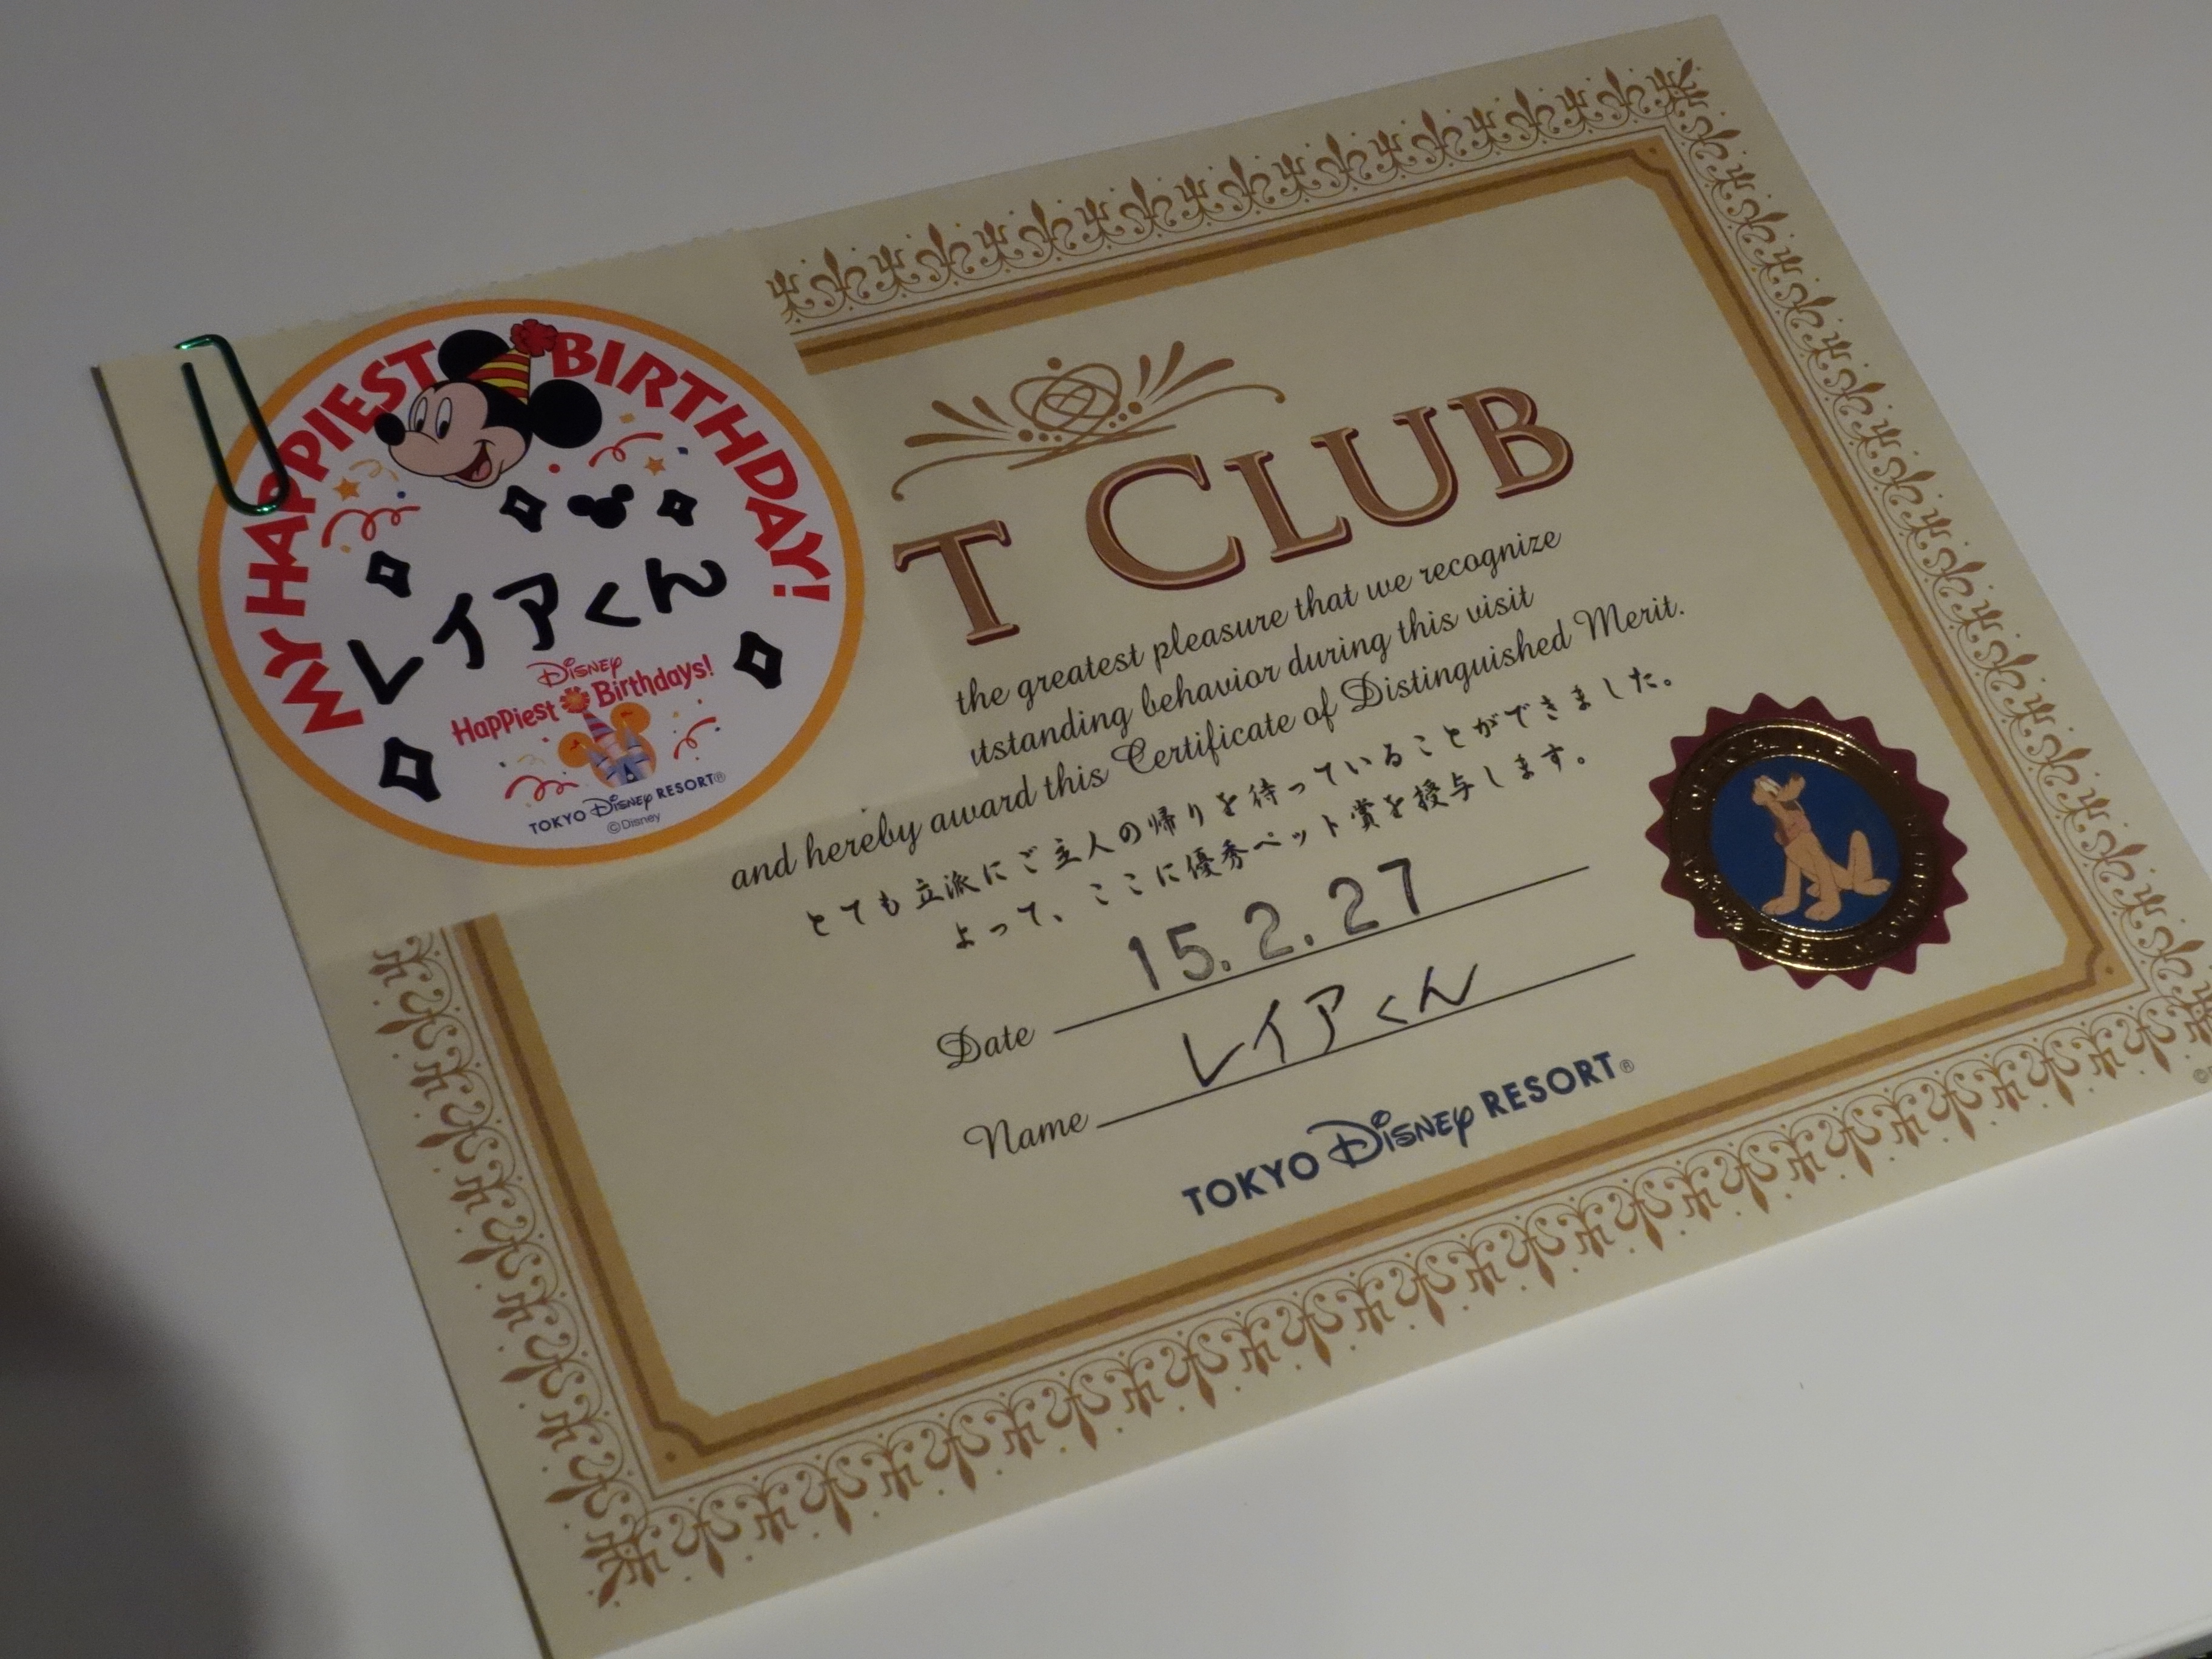 MY HAPPIEST BIRTHDAY!
レイアくん
Disney
Happiest Birthdays!
TOKYO Disney RESORT®
©Disney
T CLUB
the greatest pleasure that we recognize
utstanding behavior during this visit
and hereby award this Certificate of Distinguished Merit.
とても立派にご主人の帰りを待っていることができました。
よって、ここに優秀ペット賞を授与します。
Date 15.2.27
Name レイアくん
TOKYO Disney RESORT®